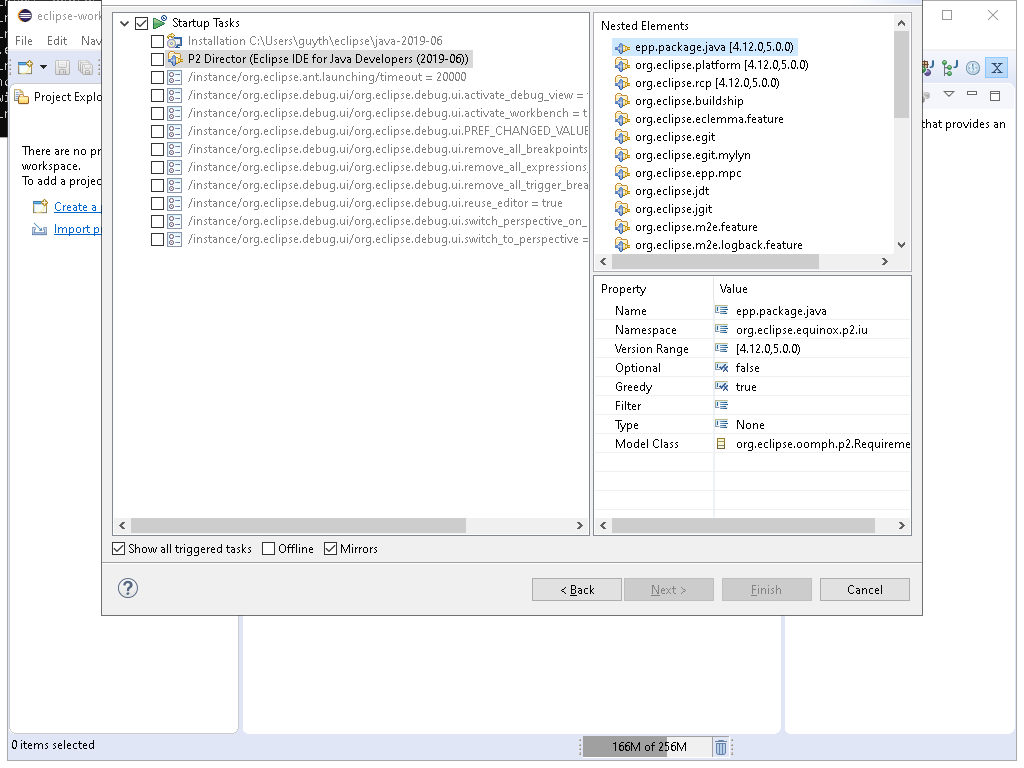 eclipse-work
File Edit Nav
Project Explo
There are no pr
workspace.
To add a projec
Create a
Import pr
Startup Tasks
Installation C:\Users\guyth\eclipse\java-2019-06
P2 Director (Eclipse IDE for Java Developers (2019-06))
/instance/org.eclipse.ant.launching/timeout = 20000
/instance/org.eclipse.debug.ui/org.eclipse.debug.ui.activate_debug_view =
/instance/org.eclipse.debug.ui/org.eclipse.debug.ui.activate_workbench = t
/instance/org.eclipse.debug.ui/org.eclipse.debug.ui.PREF_CHANGED_VALUE
/instance/org.eclipse.debug.ui/org.eclipse.debug.ui.remove_all_breakpoints
/instance/org.eclipse.debug.ui/org.eclipse.debug.ui.remove_all_expressions
/instance/org.eclipse.debug.ui/org.eclipse.debug.ui.remove_all_trigger_brea
/instance/org.eclipse.debug.ui/org.eclipse.debug.ui.reuse_editor = true
/instance/org.eclipse.debug.ui/org.eclipse.debug.ui.switch_perspective_on_
/instance/org.eclipse.debug.ui/org.eclipse.debug.ui.switch_to_perspective =
Nested Elements
epp.package.java [4.12.0,5.0.0)
org.eclipse.platform [4.12.0,5.0.0)
org.eclipse.rcp [4.12.0,5.0.0)
org.eclipse.buildship
org.eclipse.eclemma.feature
org.eclipse.egit
org.eclipse.egit.mylyn
org.eclipse.epp.mpc
org.eclipse.jdt
org.eclipse.jgit
org.eclipse.m2e.feature
org.eclipse.m2e.logback.feature
Property Value
Name epp.package.java
Namespace org.eclipse.equinox.p2.iu
Version Range [4.12.0,5.0.0)
Optional false
Greedy true
Filter
Type None
Model Class org.eclipse.oomph.p2.Requireme
that provides an
Show all triggered tasks Offline Mirrors
< Back Next > Finish Cancel
0 items selected
166M of 256M